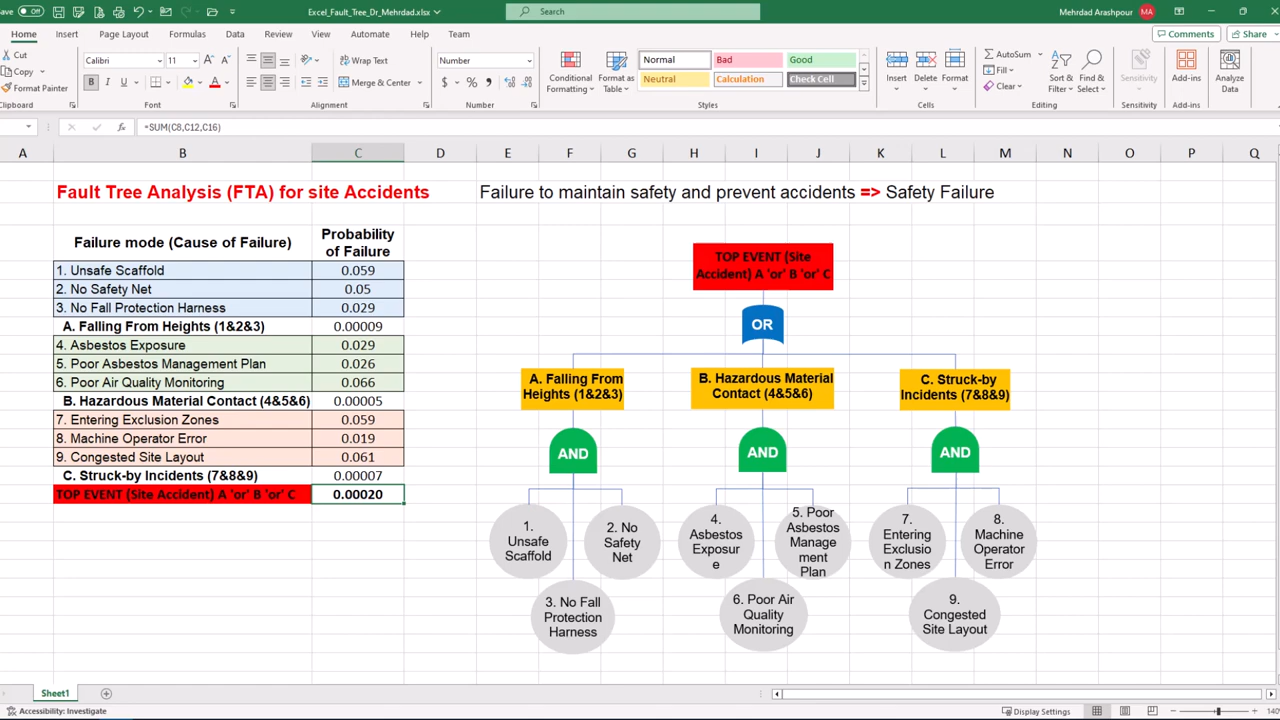 Save
Excel_Fault_Tree_Dr_Mehrdad.xlsx
Search
Mehrdad Arashpour
MA
Home
Insert
Page Layout
Formulas
Data
Review
View
Automate
Help
Team
Comments
Share
Cut
Copy
Format Painter
Calibri
11
B I U
Wrap Text
Merge & Center
Number
$ % ,
Conditional
Formatting
Format as
Table
Normal
Bad
Good
Neutral
Calculation
Check Cell
Insert
Delete
Format
AutoSum
Fill
Clear
Sort &
Filter
Find &
Select
Sensitivity
Add-ins
Analyze
Data
Clipboard
Font
Alignment
Number
Styles
Cells
Editing
Sensitivity
Add-ins
fx
=SUM(C8,C12,C16)
A B C D E F G H I J K L M N O P Q
Fault Tree Analysis (FTA) for site Accidents
Failure to maintain safety and prevent accidents => Safety Failure
Failure mode (Cause of Failure)
Probability
of Failure
1. Unsafe Scaffold 0.059
2. No Safety Net 0.05
3. No Fall Protection Harness 0.029
A. Falling From Heights (1&2&3) 0.00009
4. Asbestos Exposure 0.029
5. Poor Asbestos Management Plan 0.026
6. Poor Air Quality Monitoring 0.066
B. Hazardous Material Contact (4&5&6) 0.00005
7. Entering Exclusion Zones 0.059
8. Machine Operator Error 0.019
9. Congested Site Layout 0.061
C. Struck-by Incidents (7&8&9) 0.00007
TOP EVENT (Site Accident) A 'or' B 'or' C 0.00020
TOP EVENT (Site
Accident) A 'or' B 'or' C
OR
A. Falling From
Heights (1&2&3)
B. Hazardous Material
Contact (4&5&6)
C. Struck-by
Incidents (7&8&9)
AND
AND
AND
1.
Unsafe
Scaffold
2. No
Safety
Net
3. No Fall
Protection
Harness
4.
Asbestos
Exposur
e
5. Poor
Asbestos
Manage
ment
Plan
6. Poor Air
Quality
Monitoring
7.
Entering
Exclusio
n Zones
8.
Machine
Operator
Error
9.
Congested
Site Layout
Sheet1
Accessibility: Investigate
Display Settings